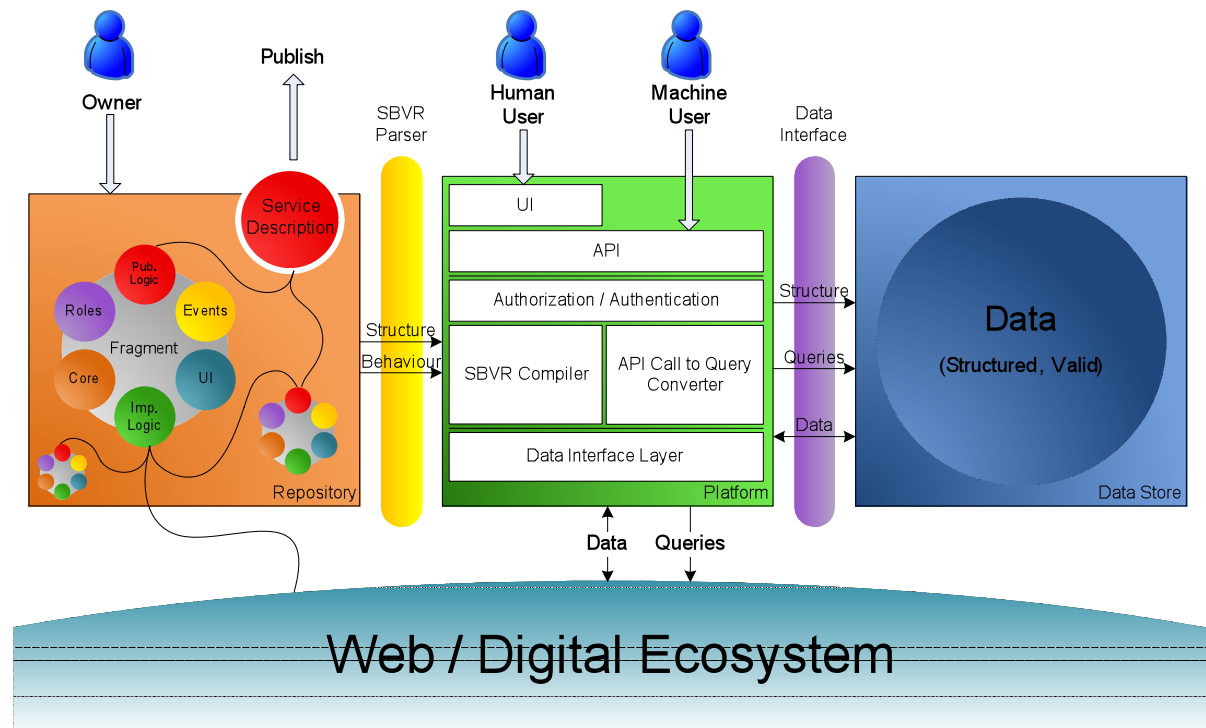 Owner
Publish
Human
User
Machine
User
SBVR
Parser
Data
Interface
Service
Description
Pub.
Logic
Roles
Events
Fragment
Core
UI
Imp.
Logic
Repository
Structure
Behaviour
UI
API
Authorization / Authentication
SBVR Compiler
API Call to Query
Converter
Data Interface Layer
Platform
Structure
Queries
Data
Data
(Structured, Valid)
Data Store
Data
Queries
Web / Digital Ecosystem